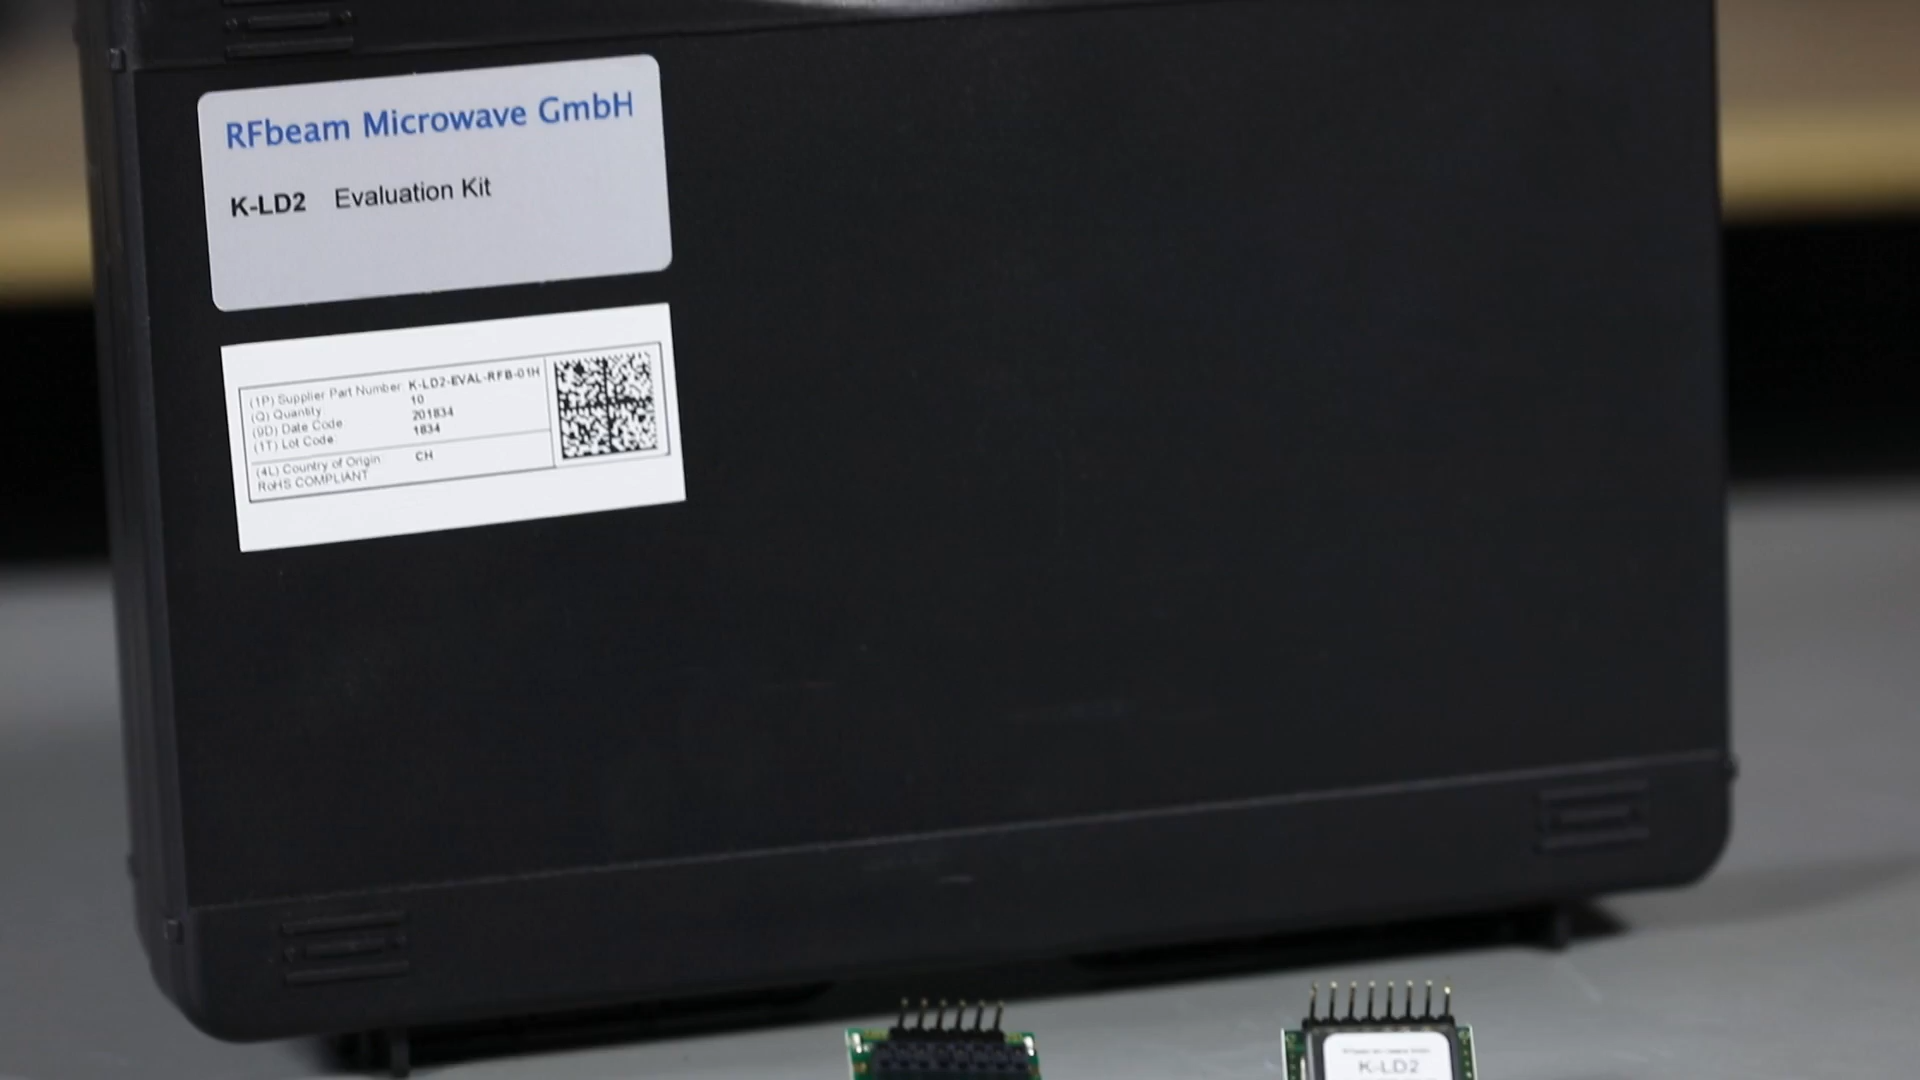 RFbeam Microwave GmbH
K-LD2 Evaluation Kit
(1P) Supplier Part Number: K-LD2-EVAL-RFB-01H
(Q) Quantity 10
(9D) Date Code 201834
(1T) Lot Code 1834
(4L) Country of Origin CH
RoHS COMPLIANT
K-LD2